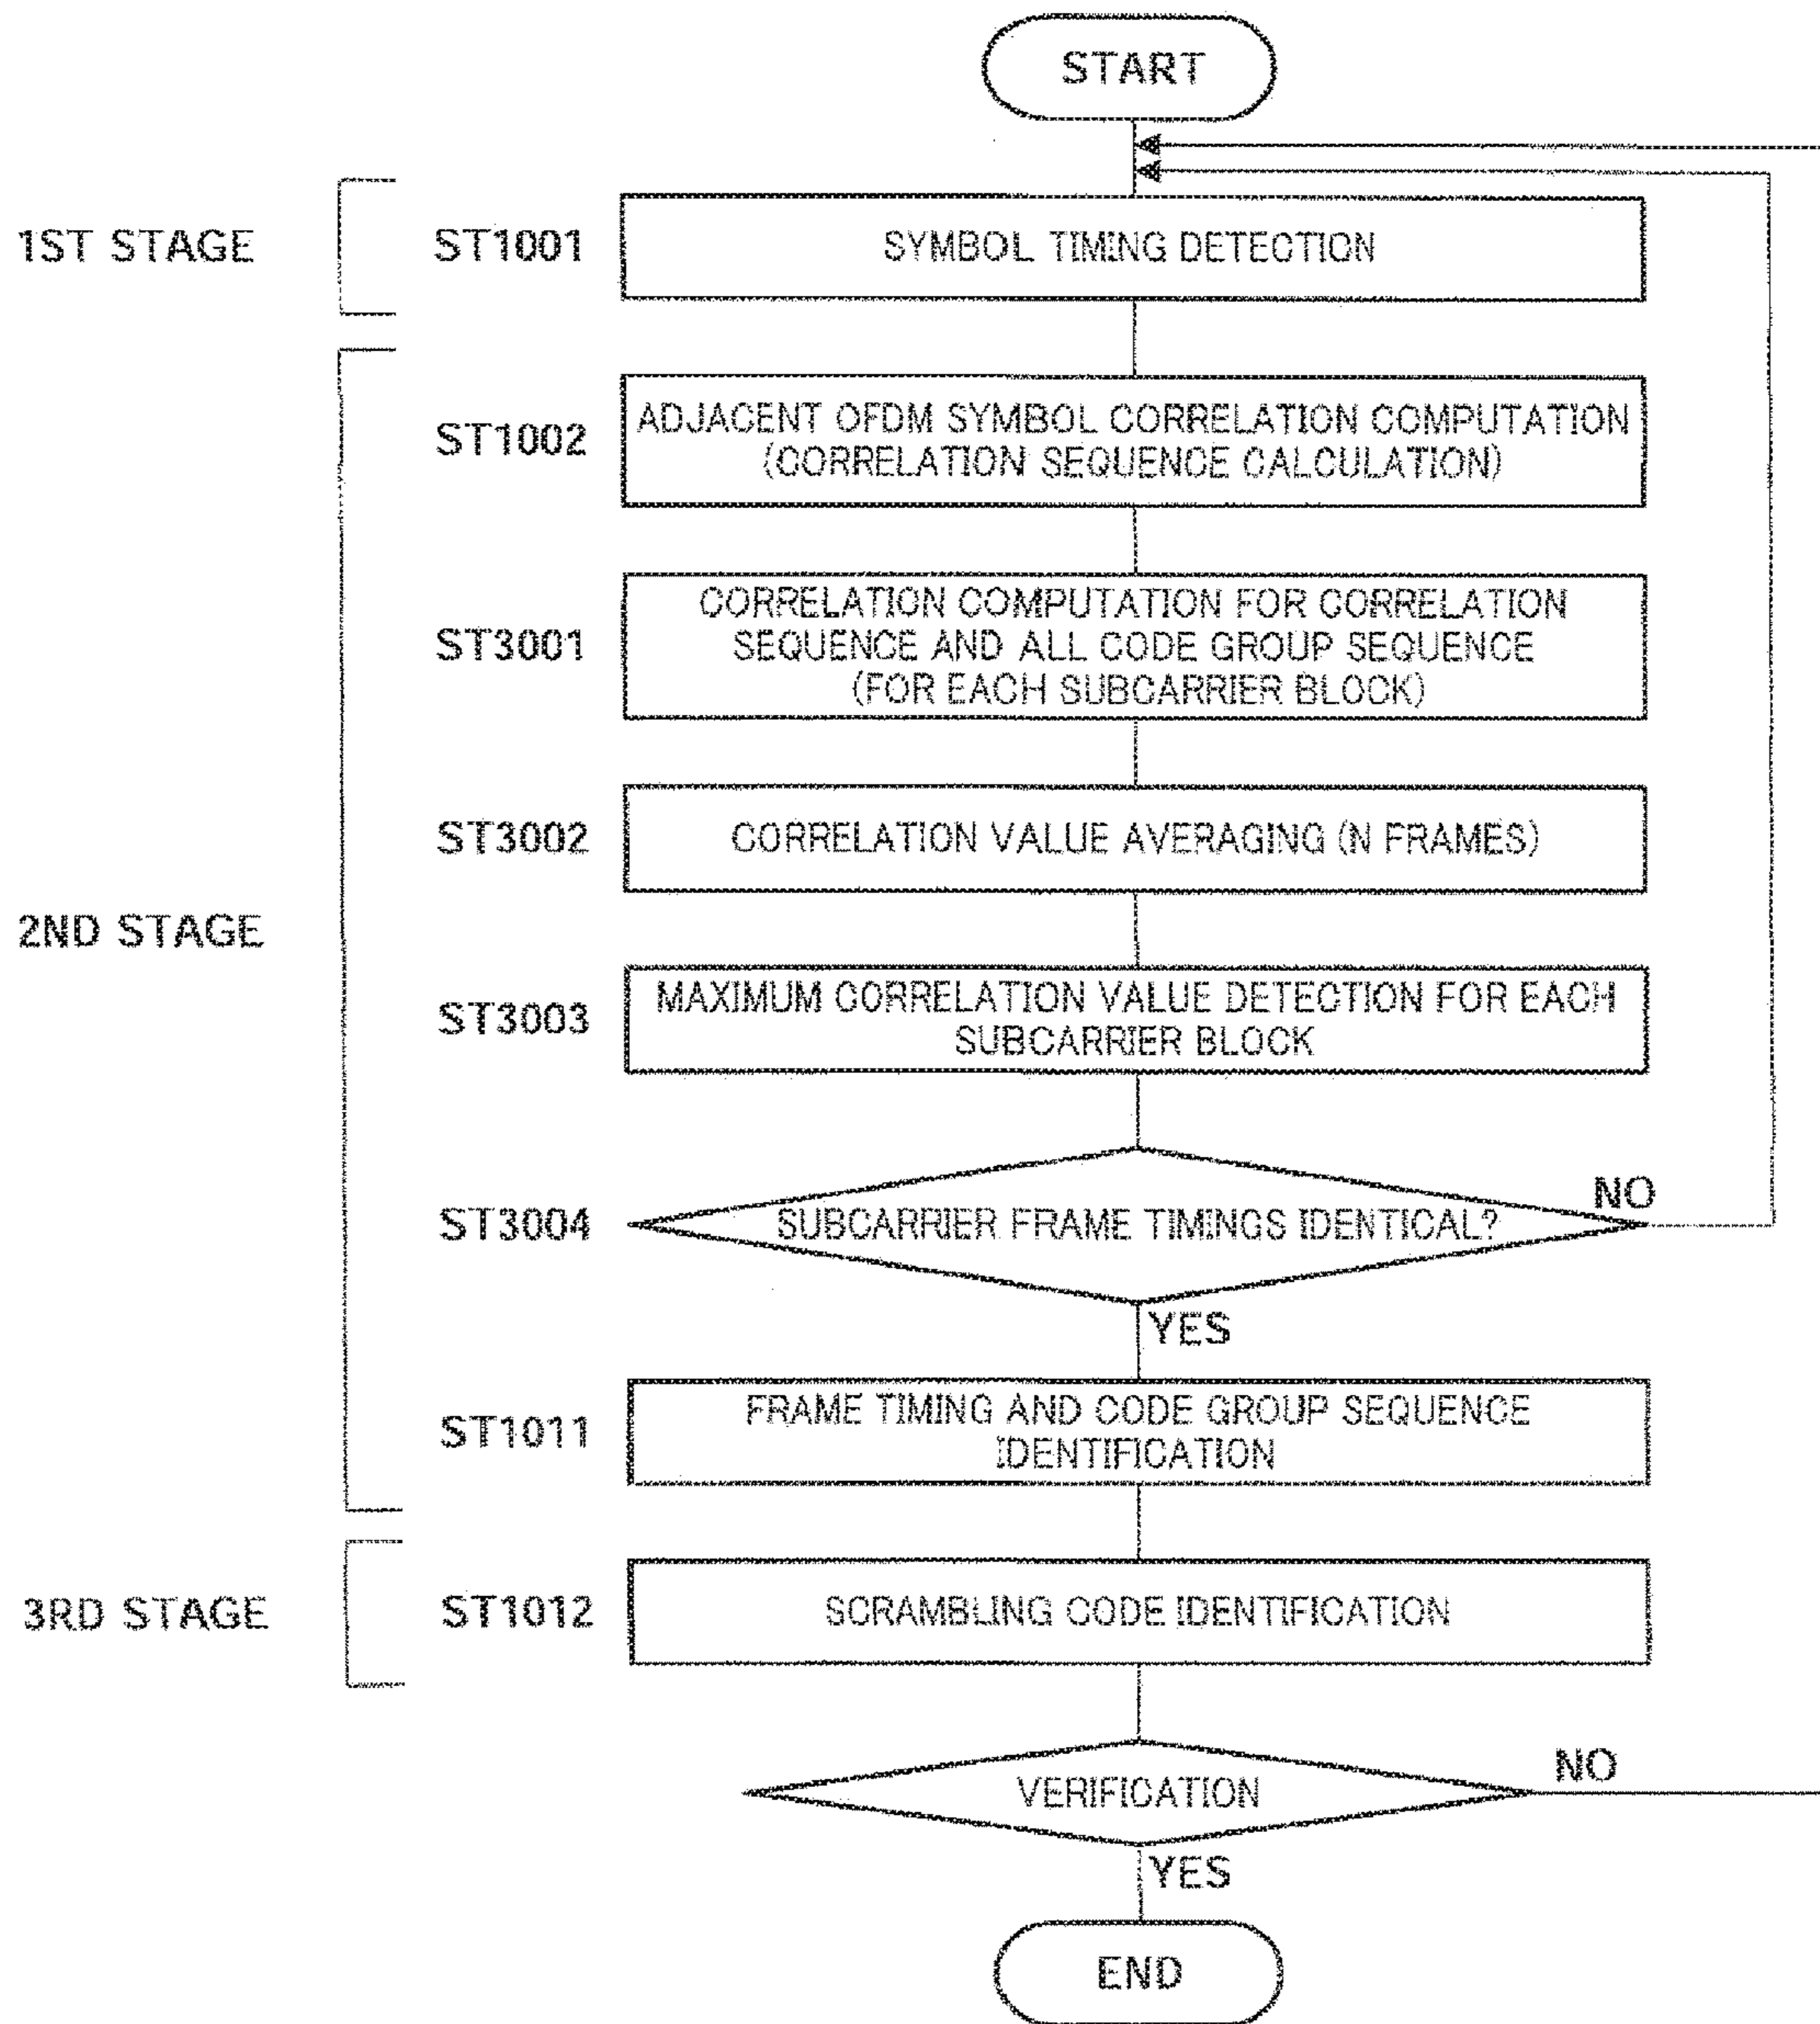 START
1ST STAGE
ST1001
SYMBOL TIMING DETECTION
2ND STAGE
ST1002
ADJACENT OFDM SYMBOL CORRELATION COMPUTATION
(CORRELATION SEQUENCE CALCULATION)
ST3001
CORRELATION COMPUTATION FOR CORRELATION
SEQUENCE AND ALL CODE GROUP SEQUENCE
(FOR EACH SUBCARRIER BLOCK)
ST3002
CORRELATION VALUE AVERAGING (N FRAMES)
ST3003
MAXIMUM CORRELATION VALUE DETECTION FOR EACH
SUBCARRIER BLOCK
ST3004
SUBCARRIER FRAME TIMINGS IDENTICAL?
NO
YES
ST1011
FRAME TIMING AND CODE GROUP SEQUENCE
IDENTIFICATION
3RD STAGE
ST1012
SCRAMBLING CODE IDENTIFICATION
VERIFICATION
NO
YES
END